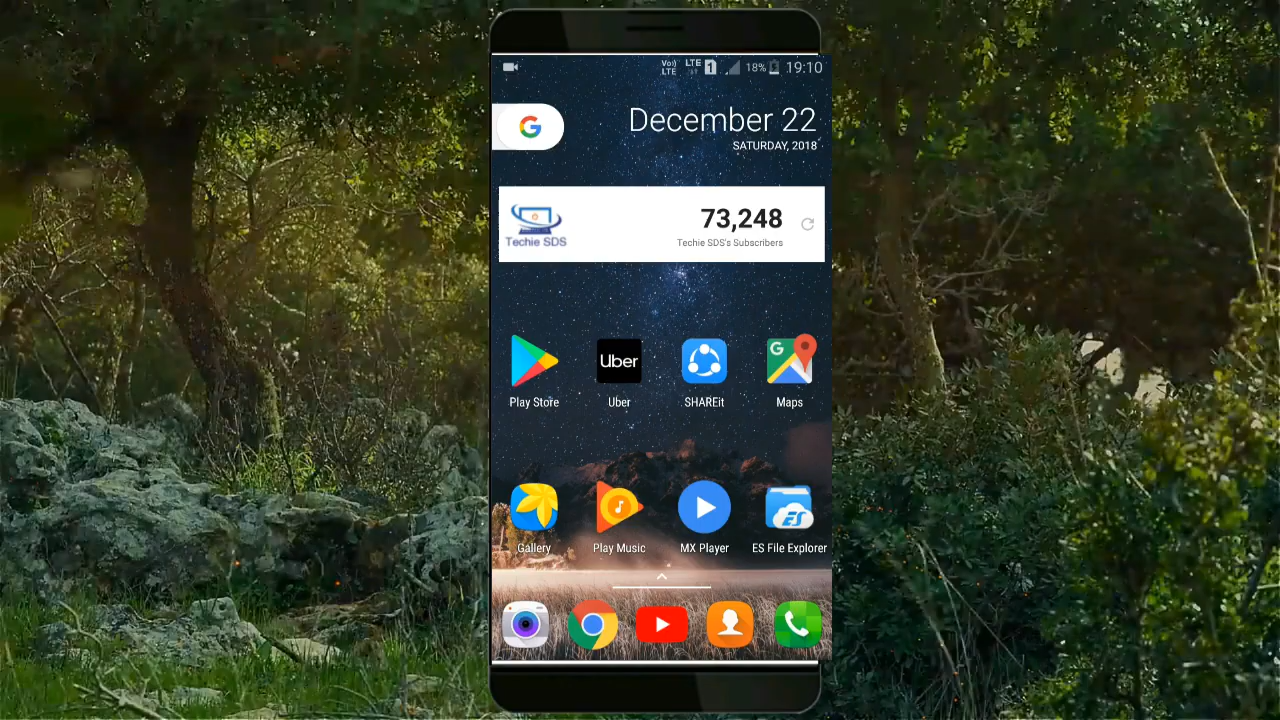 Vo)) LTE LTE 1 18% 19:10
G
December 22
SATURDAY, 2018
73,248
Techie SDS
Techie SDS's Subscribers
Uber
G
Play Store Uber SHAREit Maps
ES
Gallery Play Music MX Player ES File Explorer